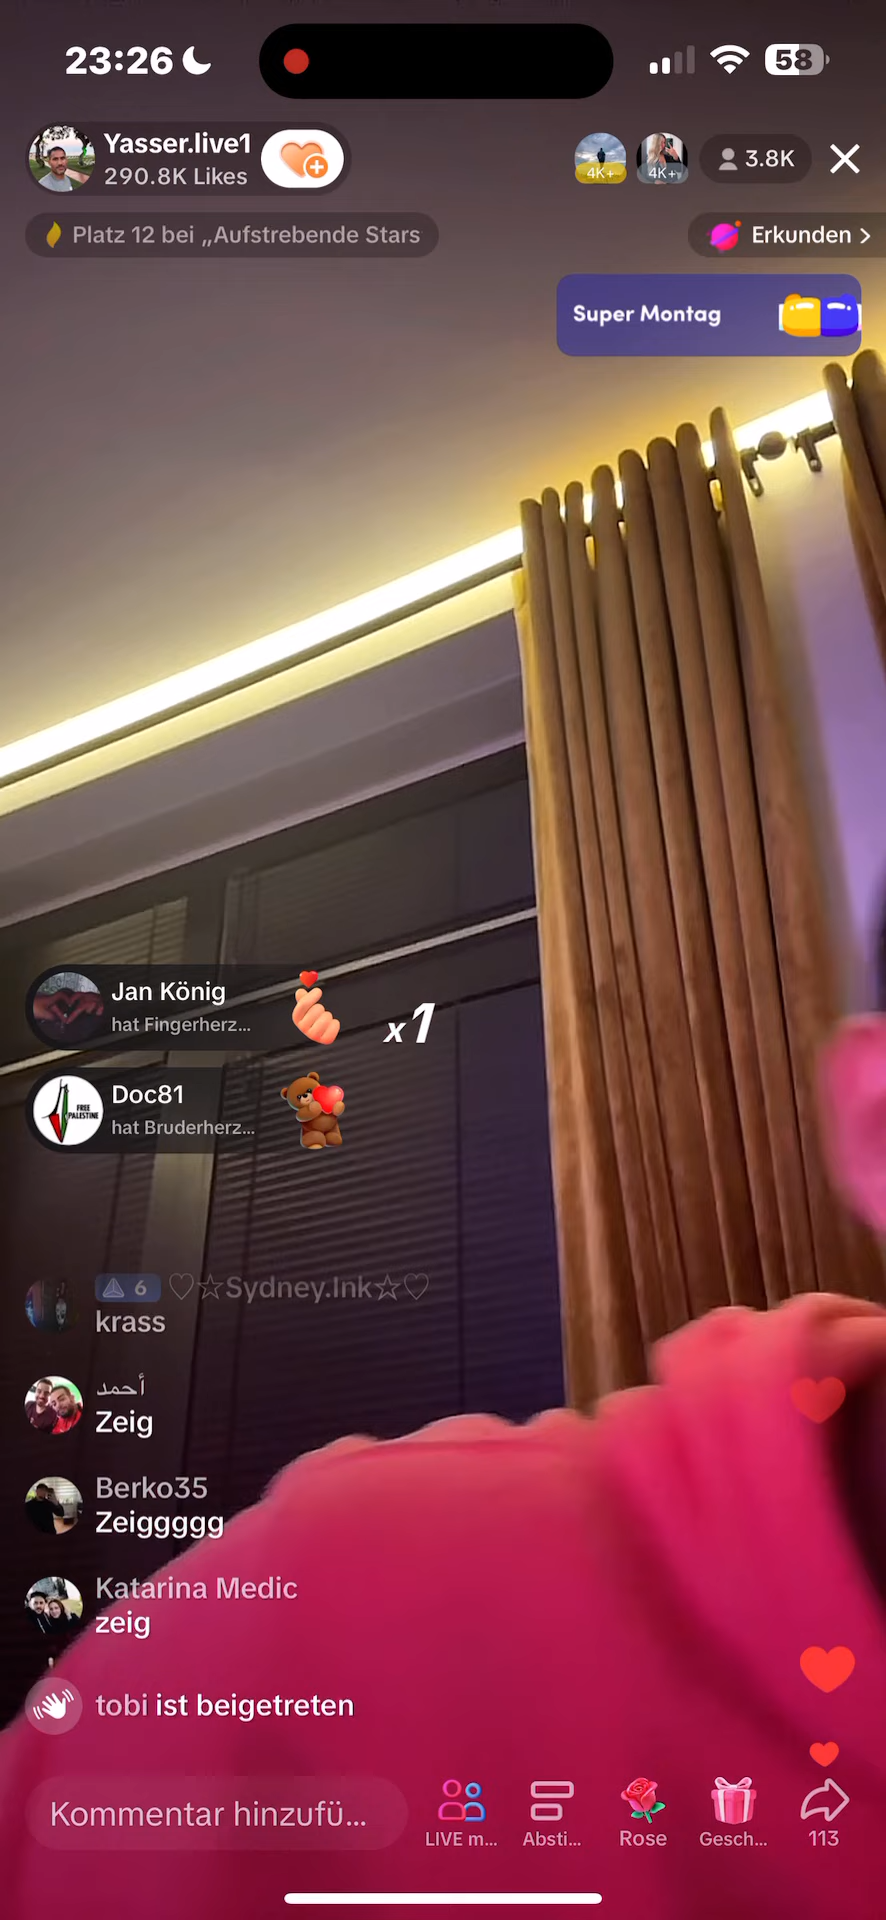 23:26
58
Yasser.live1
290.8K Likes
4K+
4K+
3.8K
Platz 12 bei „Aufstrebende Stars
Erkunden >
Super Montag
Jan König
hat Fingerherz...
x1
Doc81
hat Bruderherz...
FREE
PALESTINE
6 ♡☆Sydney.Ink☆♡
krass
أحمد
Zeig
Berko35
Zeiggggg
Katarina Medic
zeig
tobi ist beigetreten
Kommentar hinzufü...
LIVE m...
Absti...
Rose
Gesch...
113